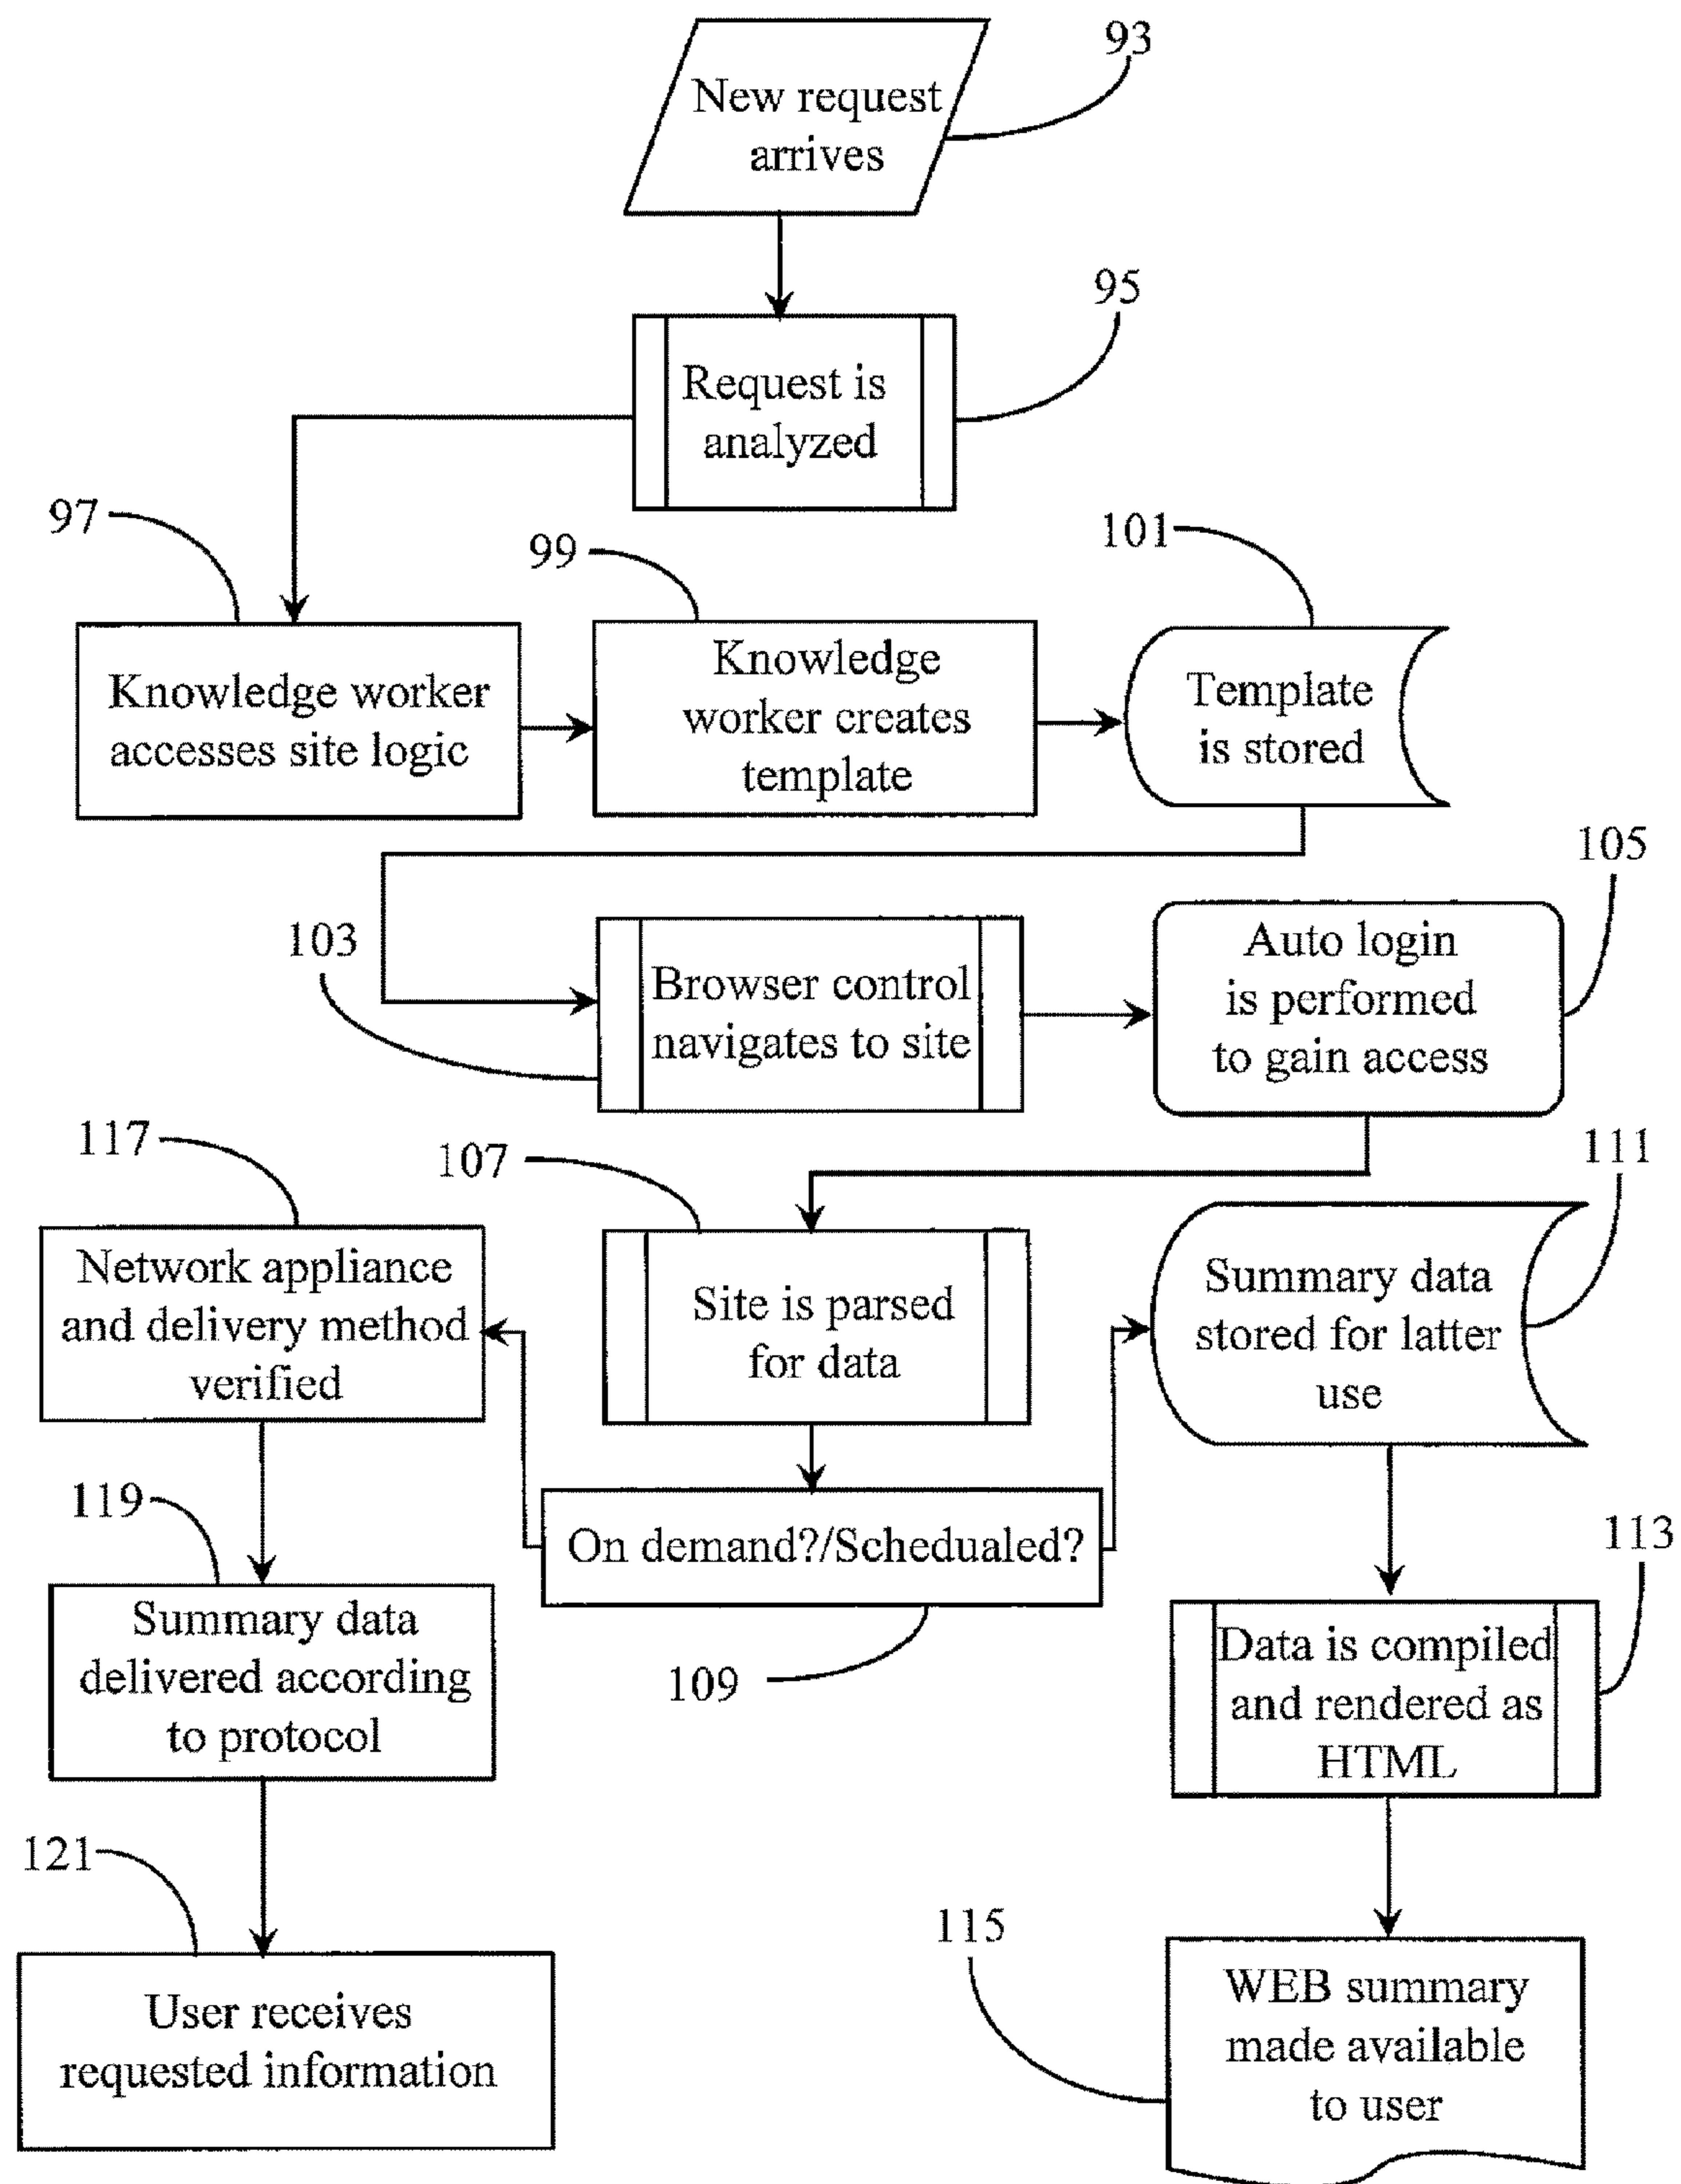 93
New request
arrives
95
Request is
analyzed
97
99
101
Knowledge worker
accesses site logic
Knowledge
worker creates
template
Template
is stored
103
105
Browser control
navigates to site
Auto login
is performed
to gain access
117
107
111
Network appliance
and delivery method
verified
Site is parsed
for data
Summary data
stored for latter
use
119
On demand?/Schedualed?
109
113
Summary data
delivered according
to protocol
Data is compiled
and rendered as
HTML
121
115
User receives
requested information
WEB summary
made available
to user